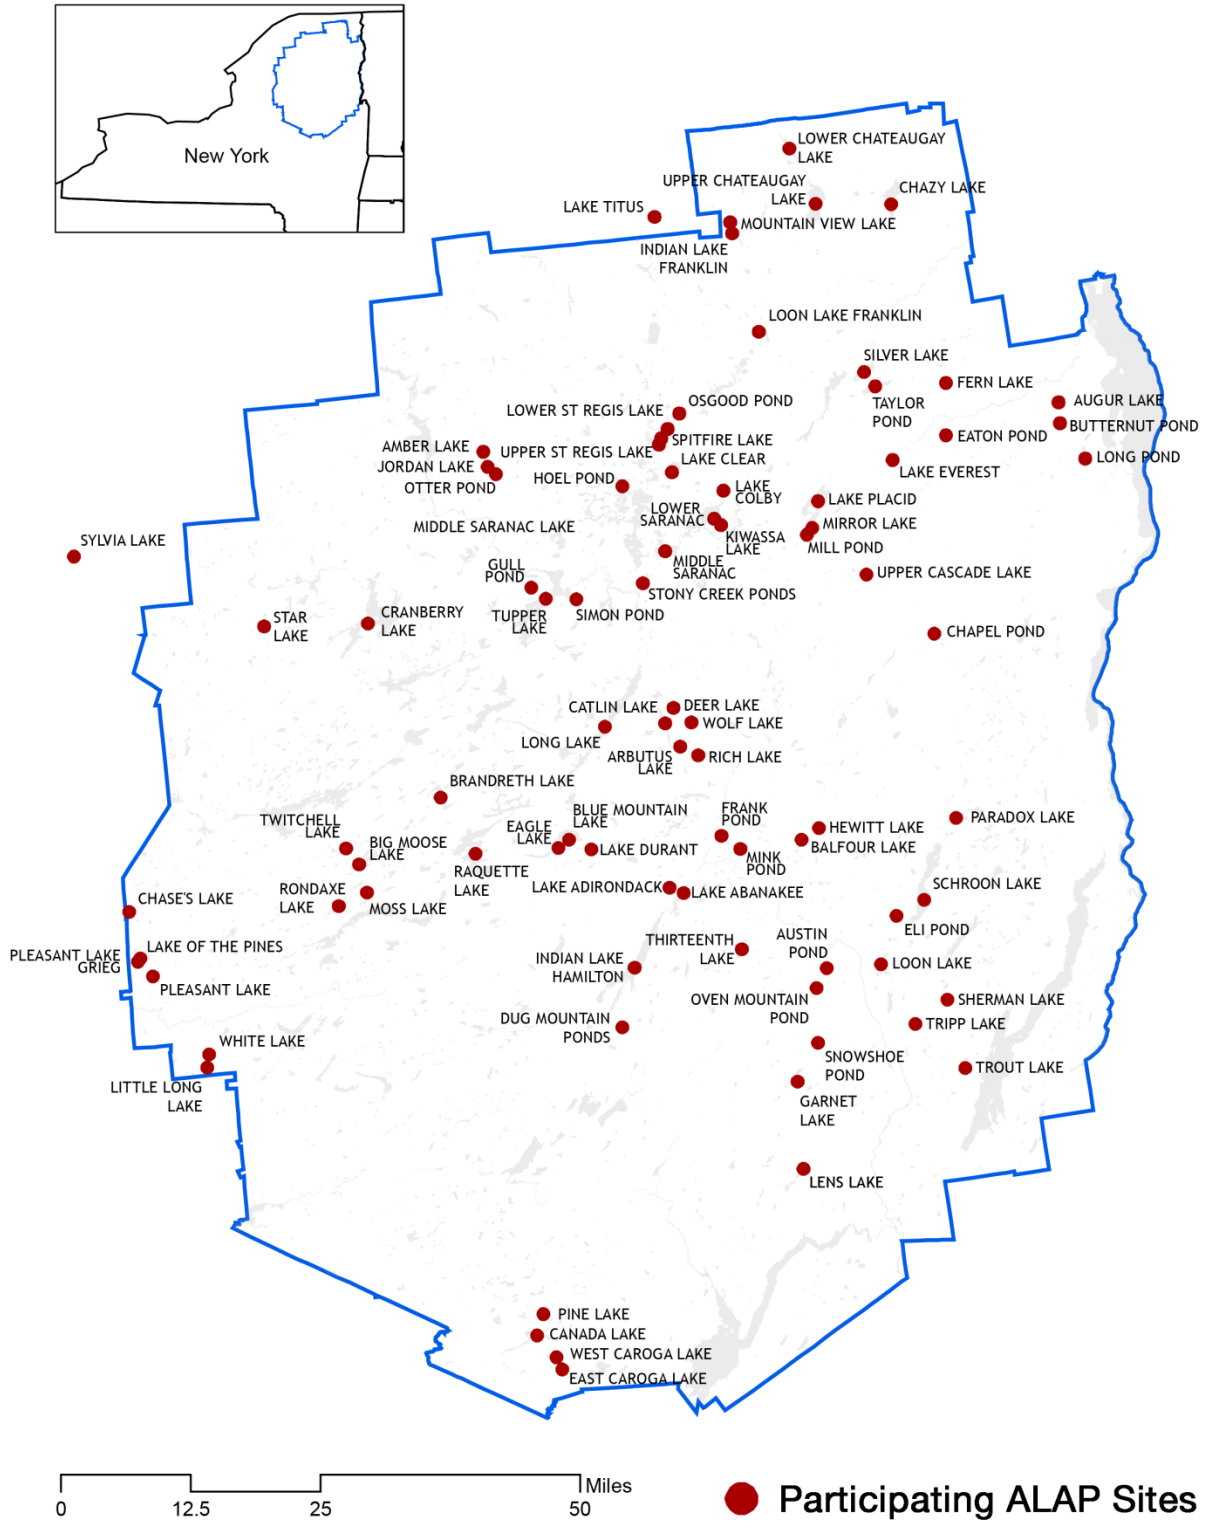 New York
LOWER CHATEAUGAY
LAKE
UPPER CHATEAUGAY
LAKE
CHAZY LAKE
LAKE TITUS
MOUNTAIN VIEW LAKE
INDIAN LAKE
FRANKLIN
LOON LAKE FRANKLIN
SILVER LAKE
TAYLOR
POND
FERN LAKE
AUGUR LAKE
BUTTERNUT POND
EATON POND
LONG POND
LAKE EVEREST
OSGOOD POND
LOWER ST REGIS LAKE
SPITFIRE LAKE
UPPER ST REGIS LAKE
LAKE CLEAR
AMBER LAKE
JORDAN LAKE
OTTER POND
HOEL POND
LAKE
COLBY
LOWER
SARANAC
KIWASSA
LAKE
LAKE PLACID
MIRROR LAKE
MILL POND
MIDDLE SARANAC LAKE
MIDDLE
SARANAC
SYLVIA LAKE
GULL
POND
STONY CREEK PONDS
UPPER CASCADE LAKE
TUPPER
LAKE
SIMON POND
STAR
LAKE
CRANBERRY
LAKE
CHAPEL POND
CATLIN LAKE
DEER LAKE
WOLF LAKE
LONG LAKE
ARBUTUS
LAKE
RICH LAKE
BRANDRETH LAKE
TWITCHELL
LAKE
BIG MOOSE
LAKE
EAGLE
LAKE
BLUE MOUNTAIN
LAKE
LAKE DURANT
FRANK
POND
MINK
POND
HEWITT LAKE
BALFOUR LAKE
PARADOX LAKE
RAQUETTE
LAKE
RONDAXE
LAKE
MOSS LAKE
LAKE ADIRONDACK
LAKE ABANAKEE
SCHROON LAKE
ELI POND
CHASE'S LAKE
PLEASANT LAKE
GRIEG
LAKE OF THE PINES
PLEASANT LAKE
THIRTEENTH
LAKE
AUSTIN
POND
INDIAN LAKE
HAMILTON
LOON LAKE
OVEN MOUNTAIN
POND
SHERMAN LAKE
TRIPP LAKE
DUG MOUNTAIN
PONDS
WHITE LAKE
LITTLE LONG
LAKE
SNOWSHOE
POND
TROUT LAKE
GARNET
LAKE
LENS LAKE
PINE LAKE
CANADA LAKE
WEST CAROGA LAKE
EAST CAROGA LAKE
Miles
0 12.5 25 50
Participating ALAP Sites